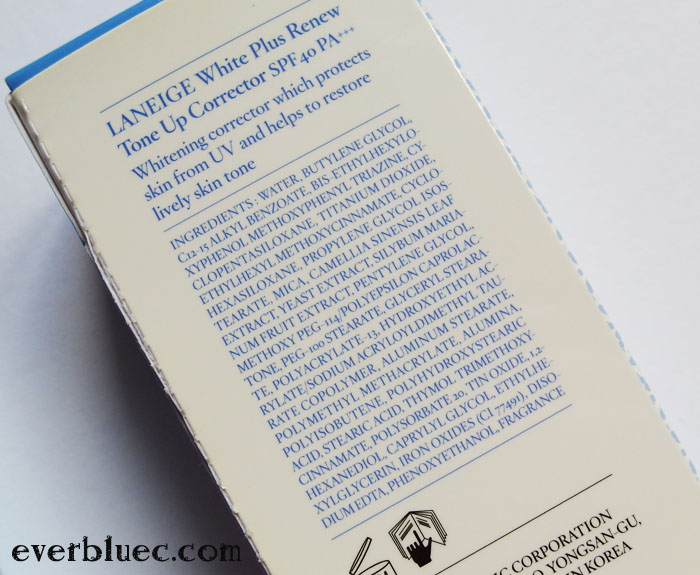 LANEIGE White Plus Renew
Tone Up Corrector SPF 40 PA+++
Whitening corrector which protects
skin from UV and helps to restore
lively skin tone
INGREDIENTS : WATER, BUTYLENE GLYCOL,
C12-15 ALKYL BENZOATE, BIS, ETHYLHEXYLO-
XYPHENOL METHOXYPHENYL TRIAZINE, CY-
CLOPENTASILOXANE, TITANIUM DIOXIDE,
ETHYLHEXYL METHOXYCINNAMATE, CYCLO-
HEXASILOXANE, PROPYLENE GLYCOL ISOS-
TEARATE, MICA, CAMELLIA SINENSIS LEAF
EXTRACT, YEAST EXTRACT, SILYBUM MARIA-
NUM FRUIT EXTRACT, PENTYLENE GLYCOL,
METHOXY PEG-114/POLYEPSILON CAPROLAC-
TONE, PEG-100 STEARATE, GLYCERYL STEARA-
TE, POLYACRYLATE-13, HYDROXYETHYL AC-
RYLATE/SODIUM ACRYLOYLDIMETHYL TAU-
RATE COPOLYMER, ALUMINUM STEARATE,
POLYMETHYL METHACRYLATE, ALUMINA,
POLYISOBUTENE, POLYHYDROXYSTEARIC
ACID, STEARIC ACID, THYMOL TRIMETHOXY-
CINNAMATE, POLYSORBATE 20, TIN OXIDE, 1,2-
HEXANEDIOL, CAPRYLYL GLYCOL, ETHYLHE-
XYLGLYCERIN, IRON OXIDES (CI 77491), DISO-
DIUM EDTA, PHENOXYETHANOL, FRAGRANCE
CORPORATION
YONGSAN-GU,
KOREA
everbluec.com